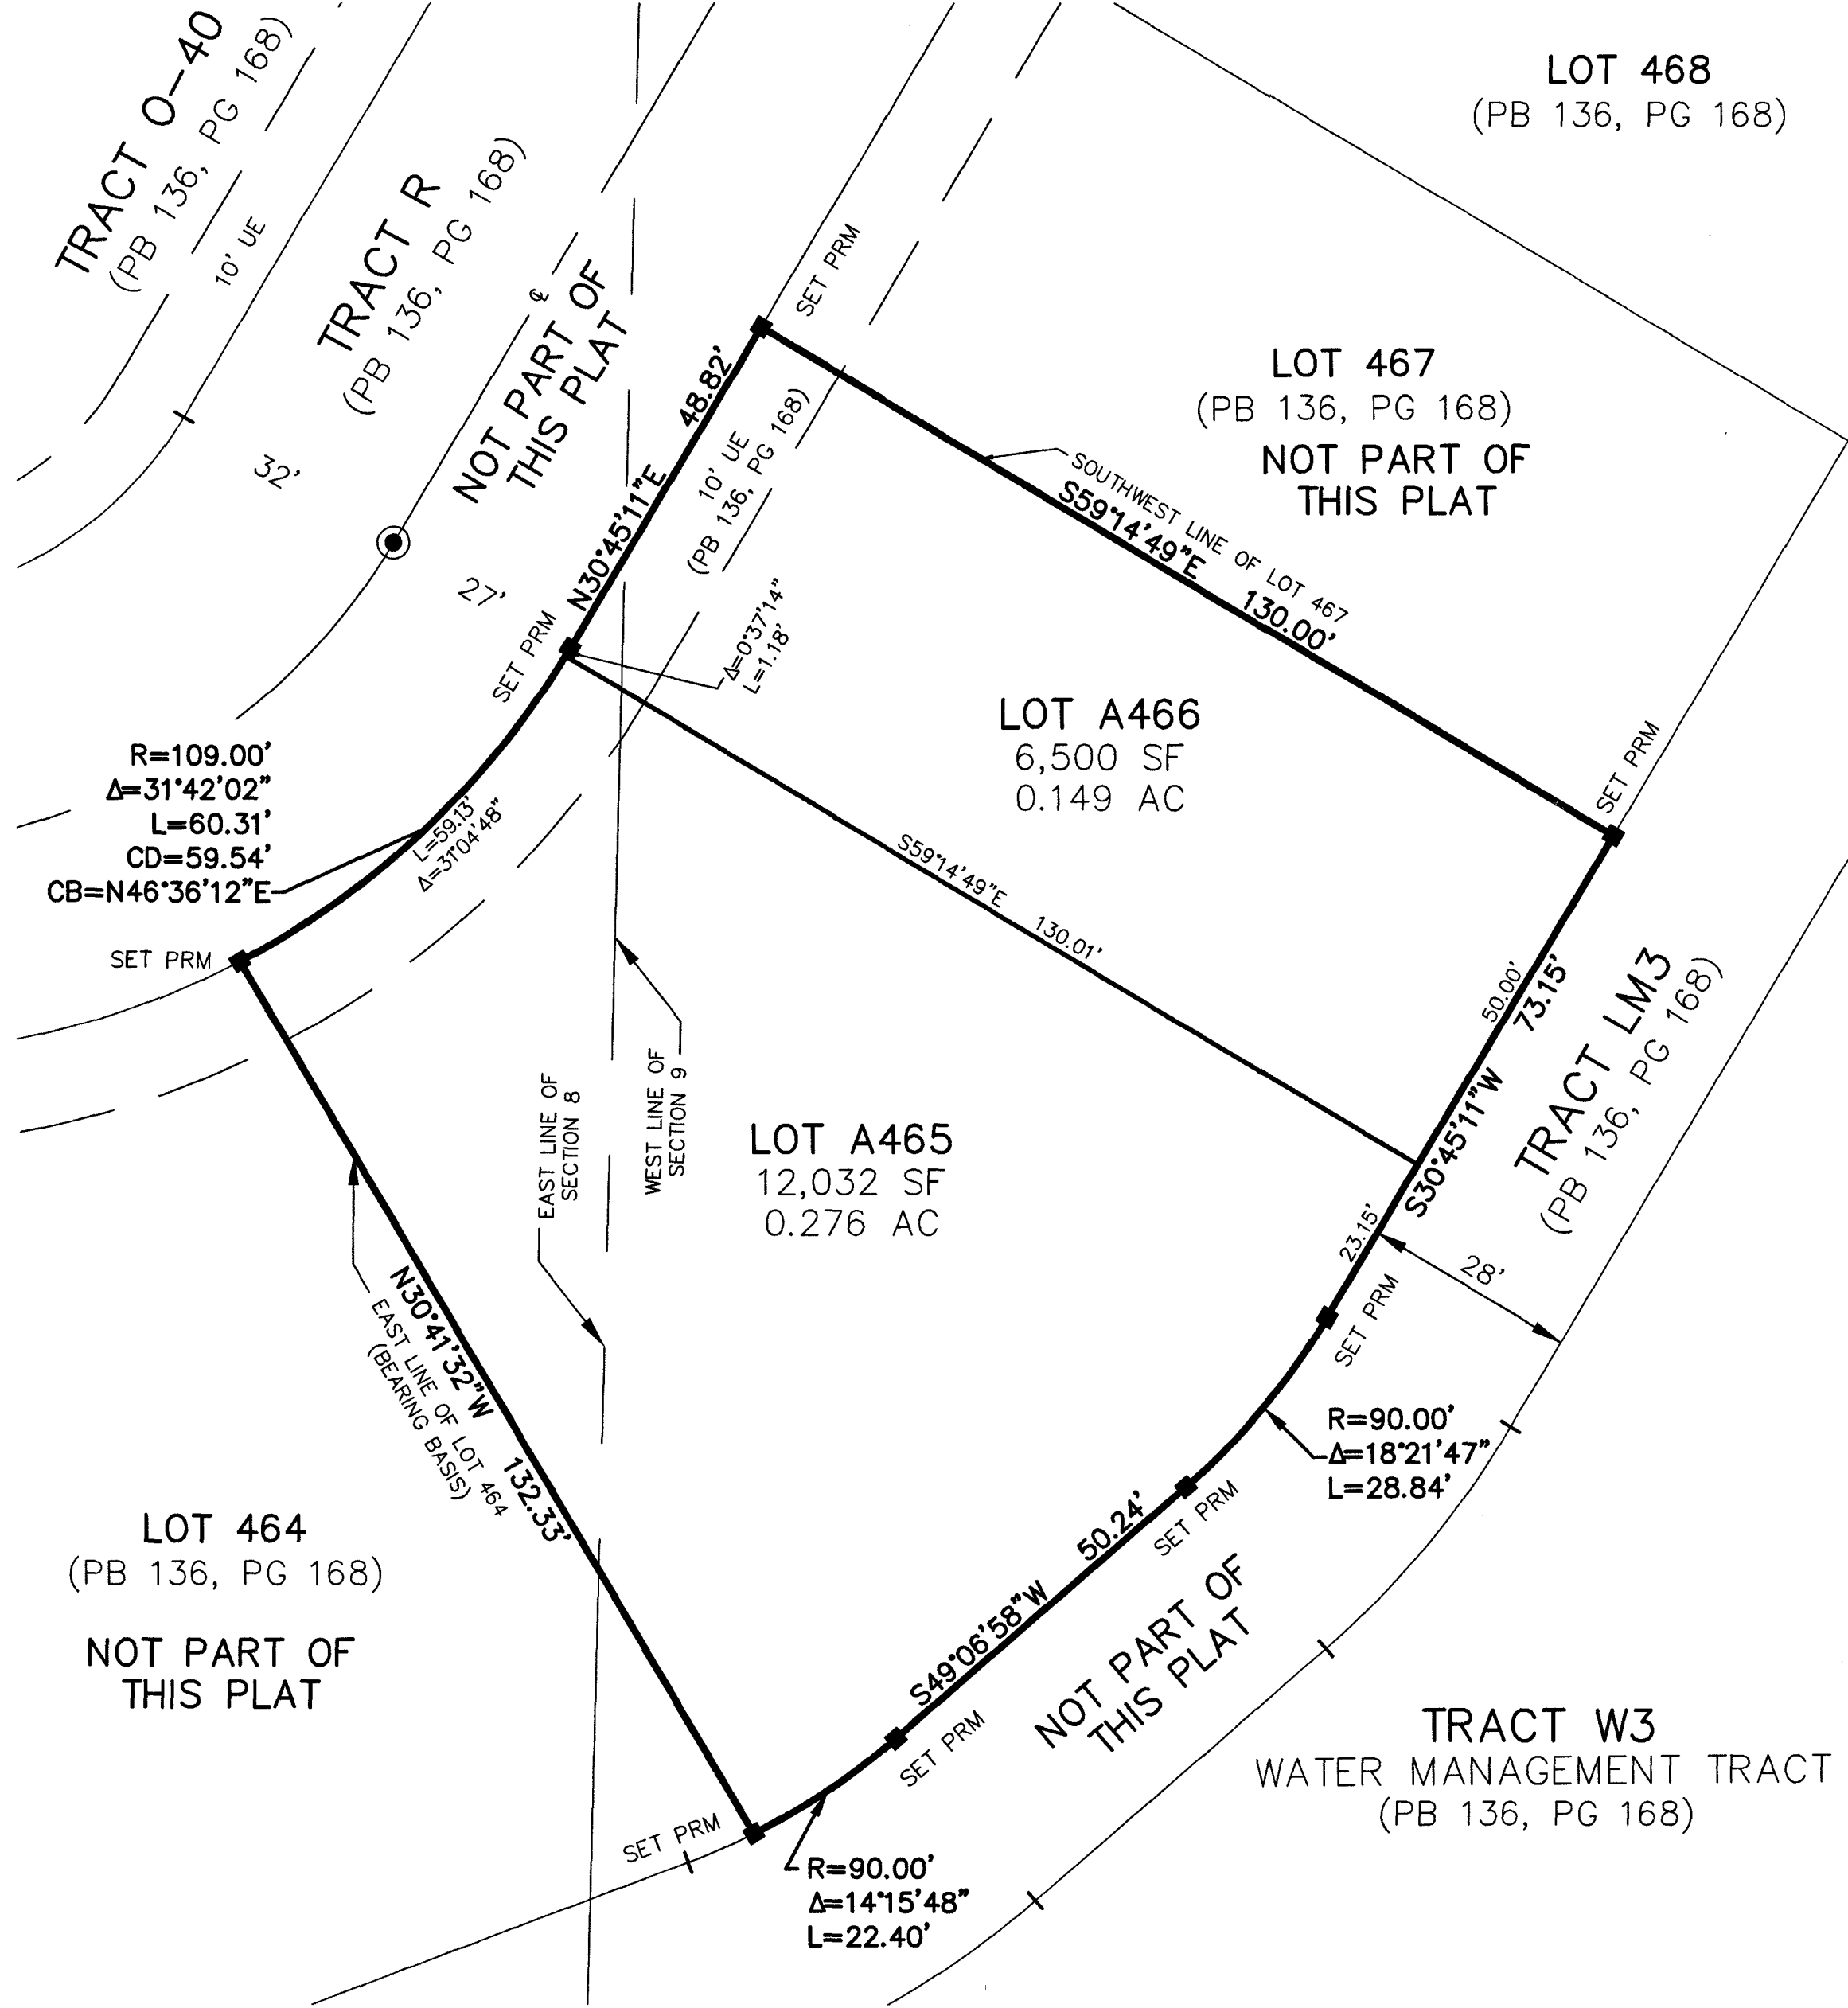 TRACT O-40
(PB 136, PG 168)
10' UE
TRACT R
(PB 136, PG 168)
NOT PART OF
THIS PLAT
32'
27'
LOT 468
(PB 136, PG 168)
SET PRM
48.82'
N30°45'11"E
10' UE
(PB 136, PG 168)
LOT 467
(PB 136, PG 168)
NOT PART OF
THIS PLAT
SOUTHWEST LINE OF LOT 467
S59°14'49"E 130.00'
SET PRM
Δ=0°37'14"
L=1.18'
LOT A466
6,500 SF
0.149 AC
SET PRM
R=109.00'
Δ=31°42'02"
L=60.31'
CD=59.54'
CB=N46°36'12"E
L=59.13'
Δ=31°04'48"
S59°14'49"E 130.01'
SET PRM
50.00'
73.15'
S30°45'11"W
23.15'
TRACT LM3
(PB 136, PG 168)
28'
EAST LINE OF
SECTION 8
WEST LINE OF
SECTION 9
LOT A465
12,032 SF
0.276 AC
N30°41'32"W 132.33'
EAST LINE OF LOT 464
(BEARING BASIS)
SET PRM
R=90.00'
Δ=18°21'47"
L=28.84'
LOT 464
(PB 136, PG 168)
NOT PART OF
THIS PLAT
SET PRM
50.24'
S49°06'58"W
NOT PART OF
THIS PLAT
SET PRM
TRACT W3
WATER MANAGEMENT TRACT
(PB 136, PG 168)
SET PRM
R=90.00'
Δ=14°15'48"
L=22.40'